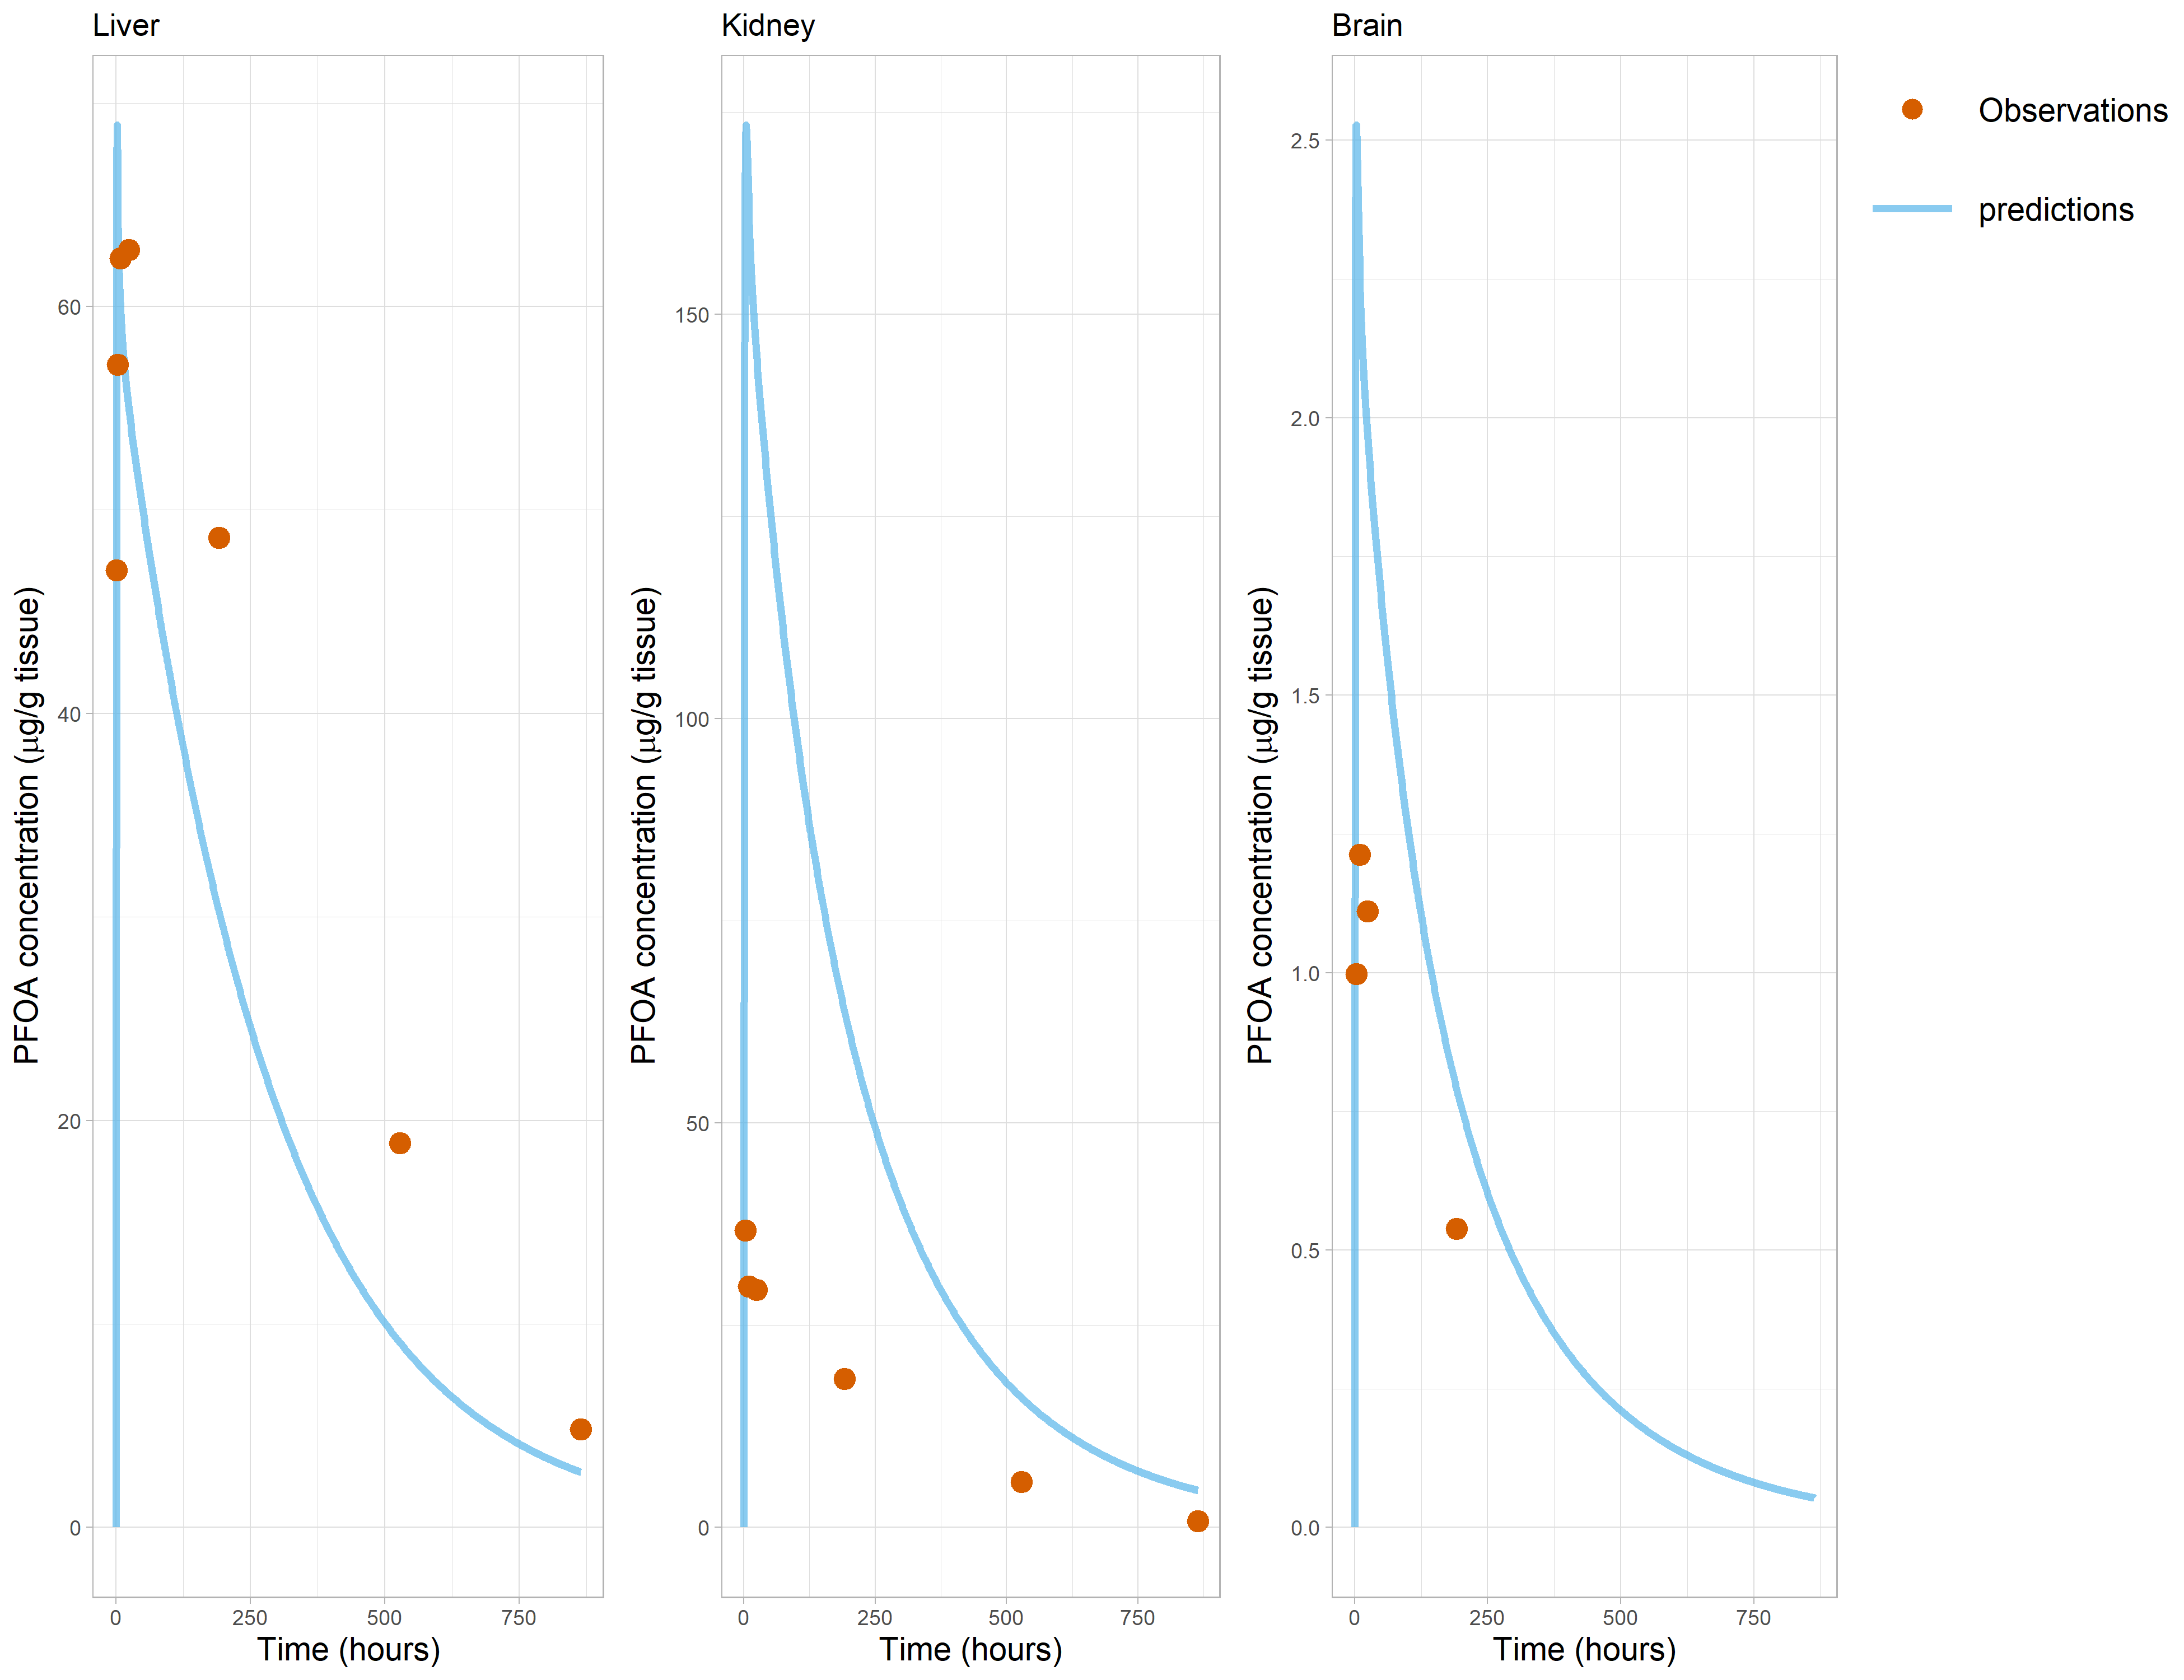 Liver
PFOA concentration (μg/g tissue)
60
40
20
0
0 250 500 750
Time (hours)
Kidney
PFOA concentration (μg/g tissue)
150
100
50
0
0 250 500 750
Time (hours)
Brain
PFOA concentration (μg/g tissue)
2.5
2.0
1.5
1.0
0.5
0.0
0 250 500 750
Time (hours)
Observations
predictions